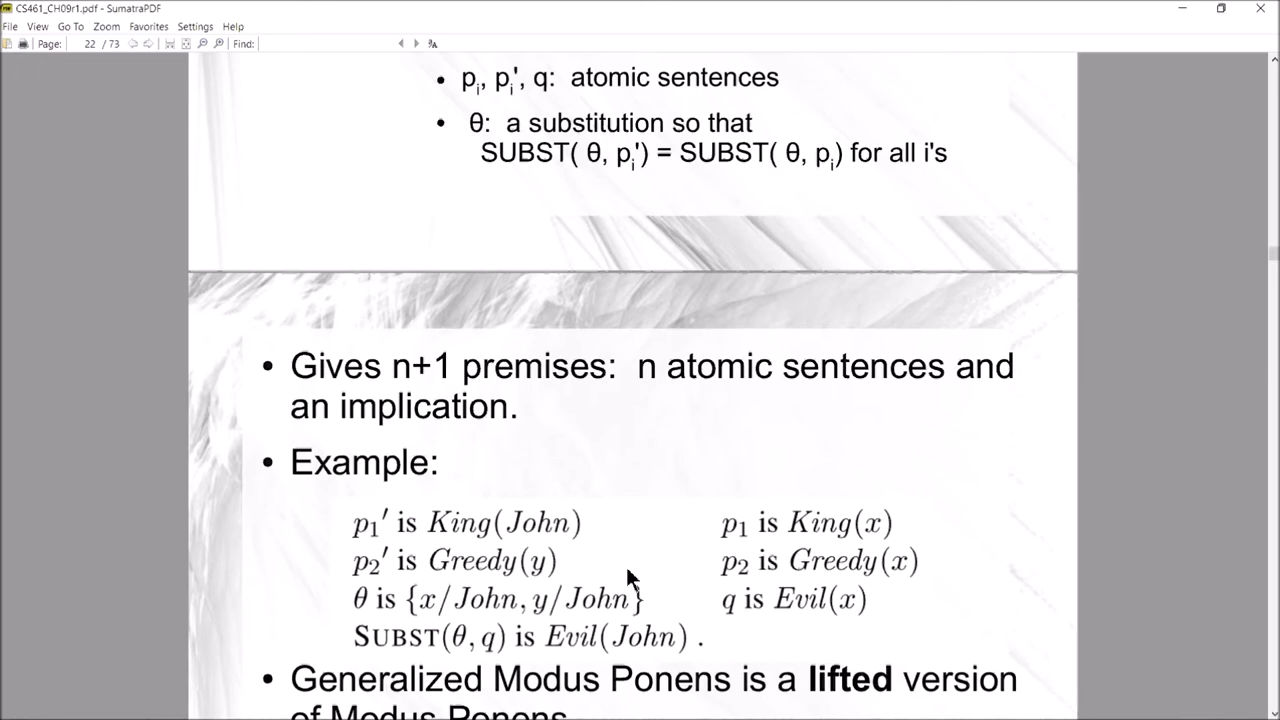 CS461_CH09r1.pdf - SumatraPDF
File View Go To Zoom Favorites Settings Help
Page: 22 / 73 Find:
• pi, pi', q: atomic sentences
• θ: a substitution so that
SUBST( θ, pi') = SUBST( θ, pi) for all i's
• Gives n+1 premises: n atomic sentences and
an implication.
• Example:
p1′ is King(John) p1 is King(x)
p2′ is Greedy(y) p2 is Greedy(x)
θ is {x/John, y/John} q is Evil(x)
SUBST(θ, q) is Evil(John) .
• Generalized Modus Ponens is a lifted version
of Modus Ponens